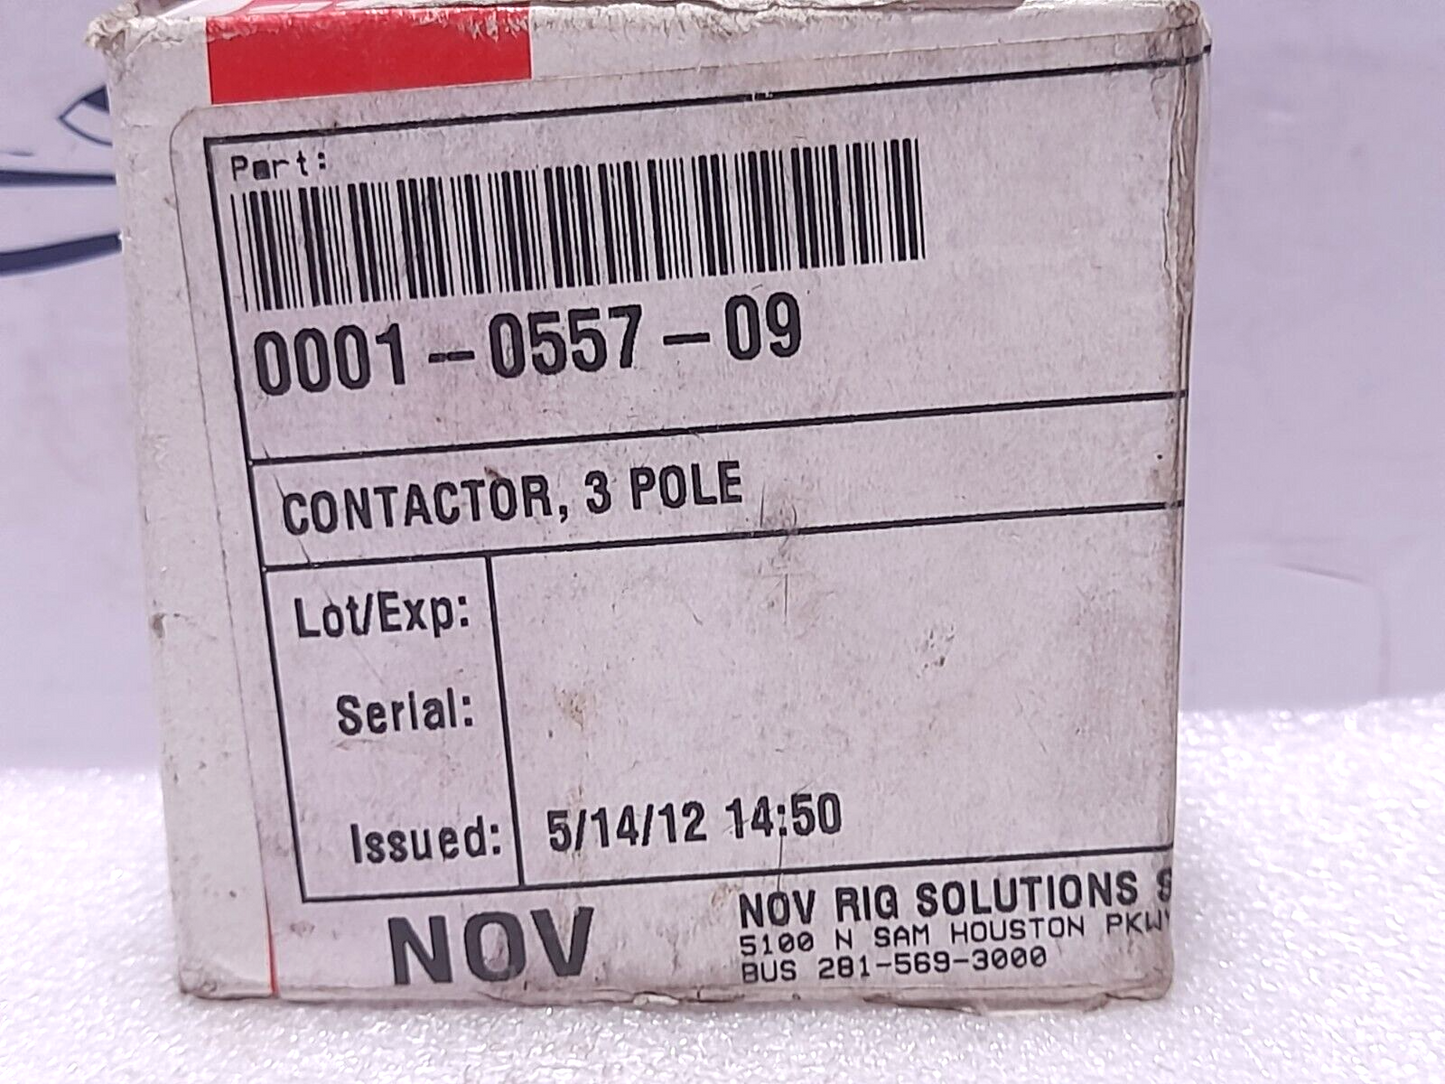 Part:
0001-0557-09
CONTACTOR, 3 POLE
Lot/Exp:
Serial:
Issued: 5/14/12 14:50
NOV
NOV RIG SOLUTIONS
5100 N SAM HOUSTON PKWY
BUS 281-569-3000